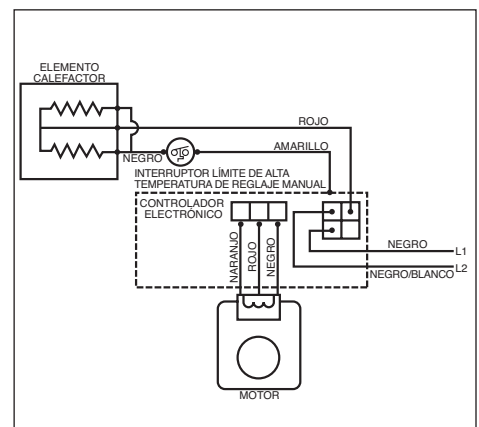 ELEMENTO
CALEFACTOR
ROJO
AMARILLO
NEGRO
INTERRUPTOR LÍMITE DE ALTA
TEMPERATURA DE REGLAJE MANUAL
CONTROLADOR
ELECTRÓNICO
NARANJO
ROJO
NEGRO
NEGRO
L1
NEGRO/BLANCO
L2
MOTOR